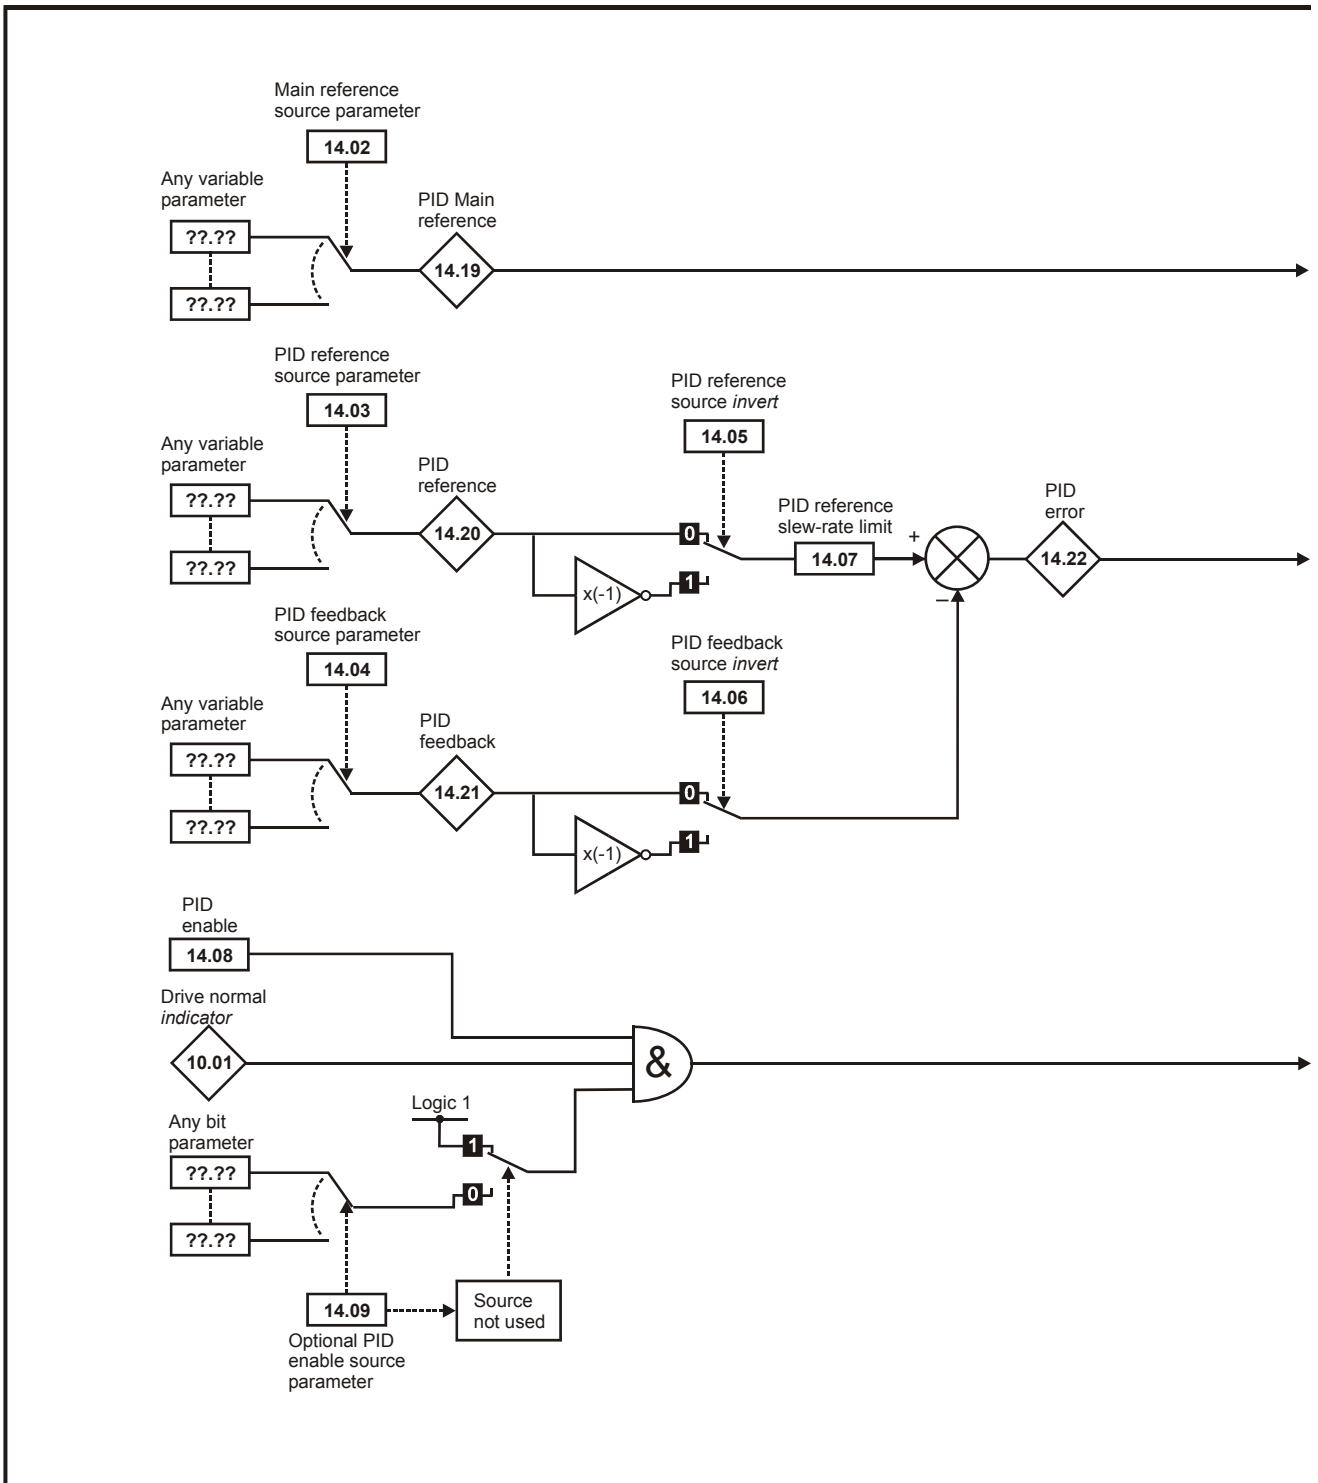 Main reference
source parameter
14.02
Any variable
parameter
PID Main
reference
??.??
14.19
??.??
PID reference
source parameter
14.03
PID reference
source invert
14.05
Any variable
parameter
PID
reference
??.??
14.20
0
PID reference
slew-rate limit
14.07
+
PID
error
14.22
??.??
x(-1)
1
–
PID feedback
source parameter
14.04
PID feedback
source invert
14.06
Any variable
parameter
PID
feedback
??.??
14.21
0
??.??
x(-1)
1
PID
enable
14.08
Drive normal
indicator
10.01
&
Logic 1
Any bit
parameter
1
??.??
0
??.??
14.09
Source
not used
Optional PID
enable source
parameter